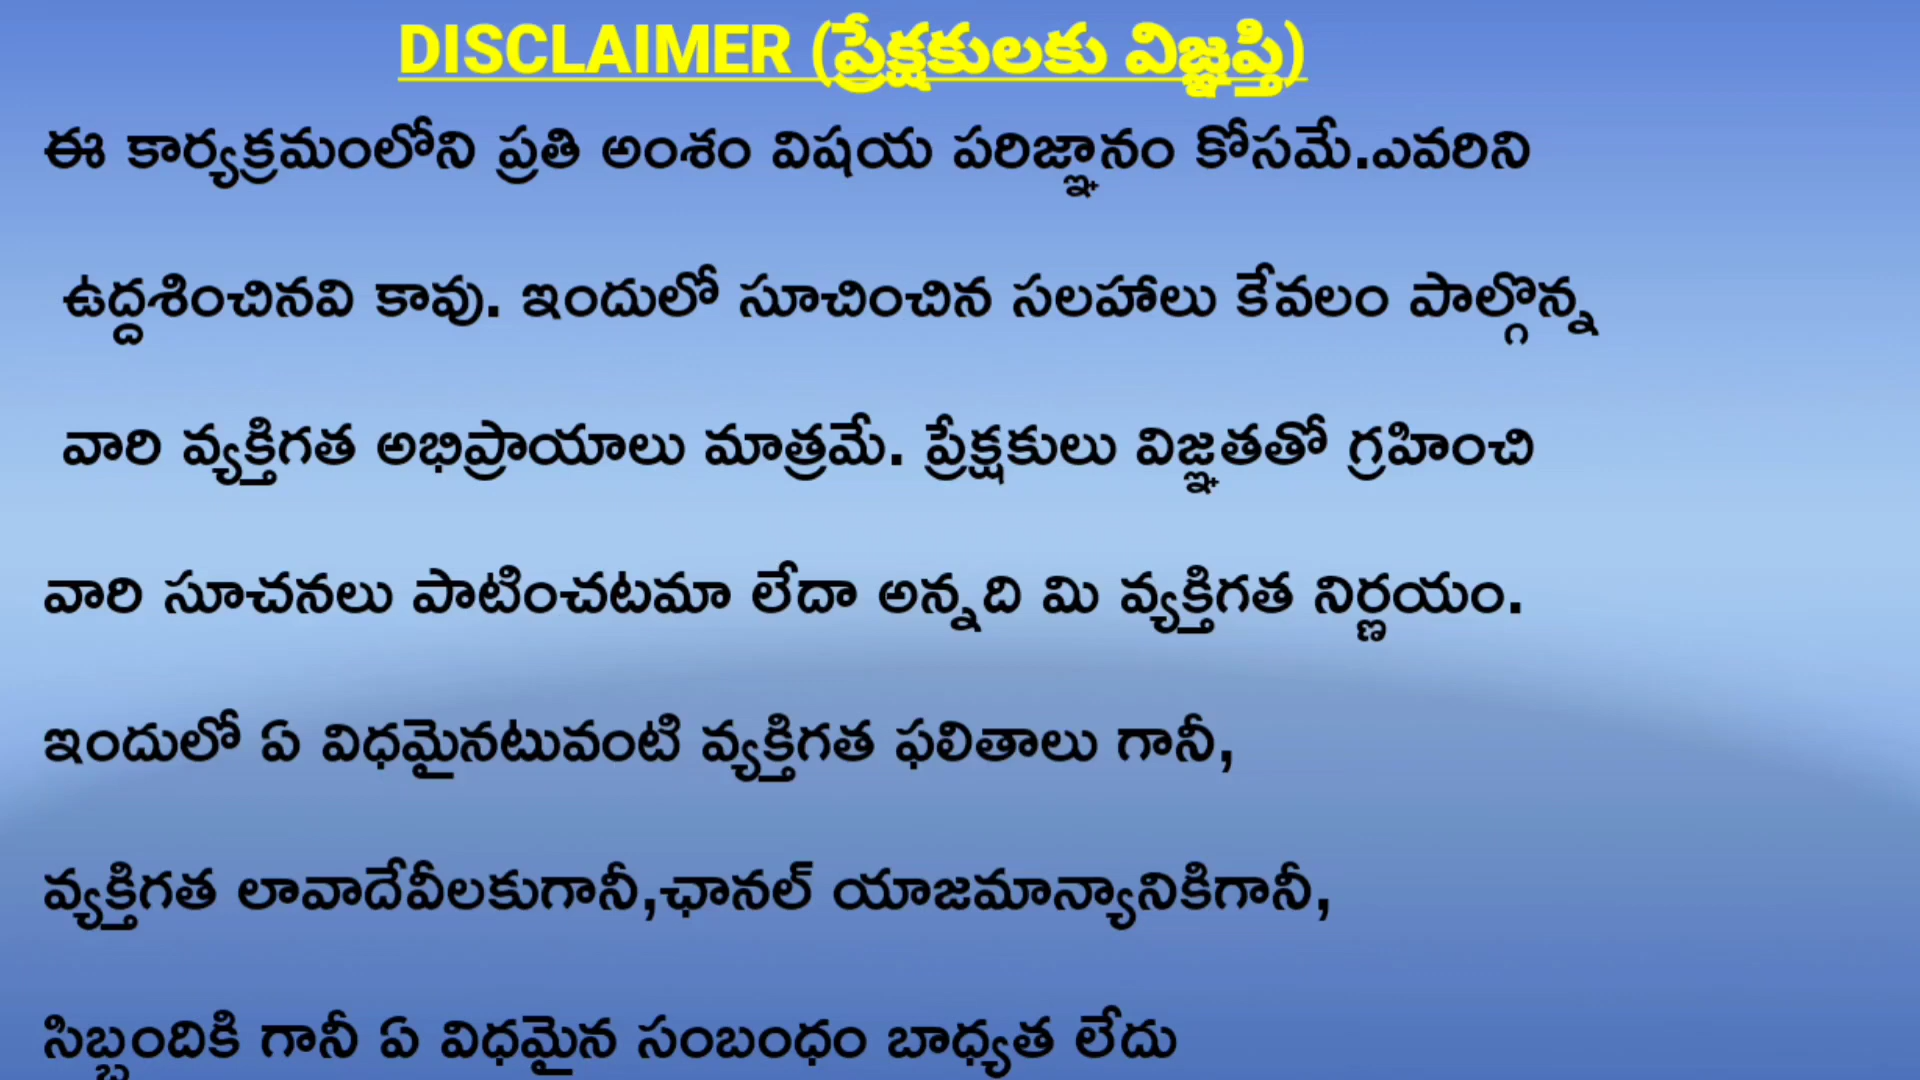 DISCLAIMER (ప్రేక్షకులకు విజ్ఞప్తి)
ఈ కార్యక్రమంలోని ప్రతి అంశం విషయ పరిజ్ఞానం కోసమే.ఎవరిని
ఉద్దశించినవి కావు. ఇందులో సూచించిన సలహాలు కేవలం పాల్గొన్న
వారి వ్యక్తిగత అభిప్రాయాలు మాత్రమే. ప్రేక్షకులు విజ్ఞతతో గ్రహించి
వారి సూచనలు పాటించటమా లేదా అన్నది మి వ్యక్తిగత నిర్ణయం.
ఇందులో ఏ విధమైనటువంటి వ్యక్తిగత ఫలితాలు గానీ,
వ్యక్తిగత లావాదేవీలకుగానీ,ఛానల్ యాజమాన్యానికిగానీ,
సిబ్బందికి గానీ ఏ విధమైన సంబంధం బాధ్యత లేదు